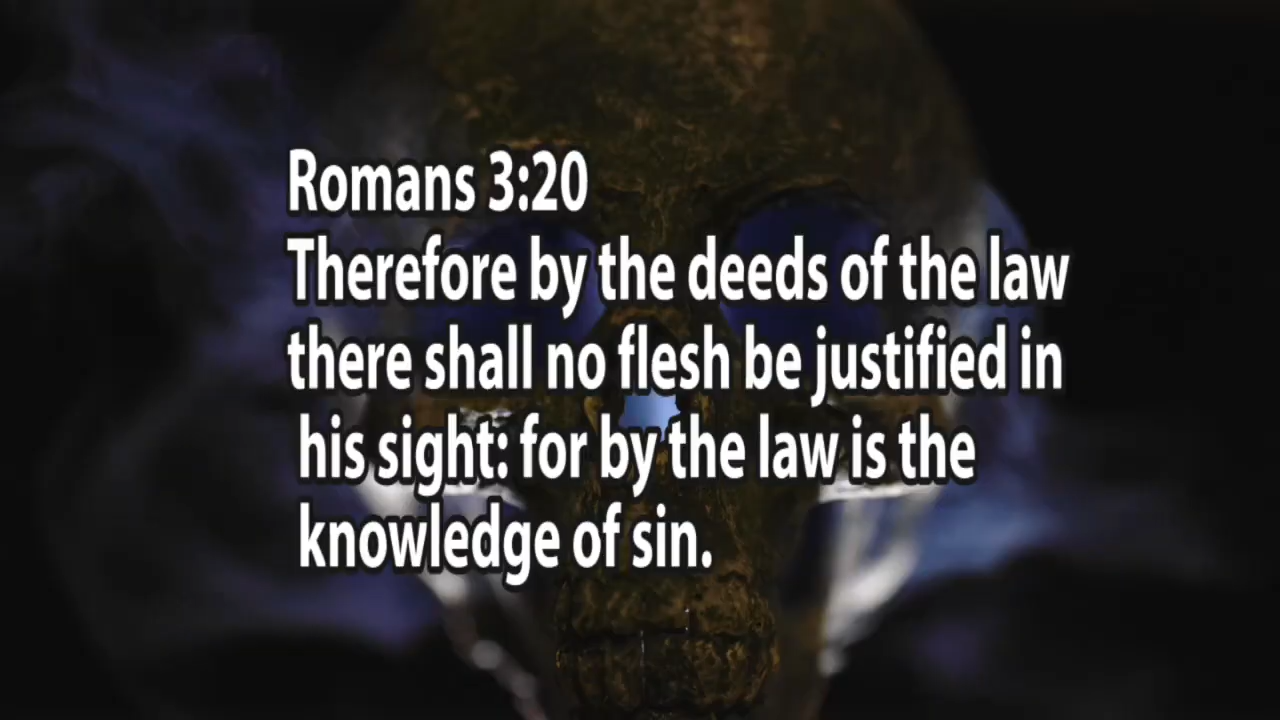 Romans 3:20
Therefore by the deeds of the law
there shall no flesh be justified in
his sight: for by the law is the
knowledge of sin.